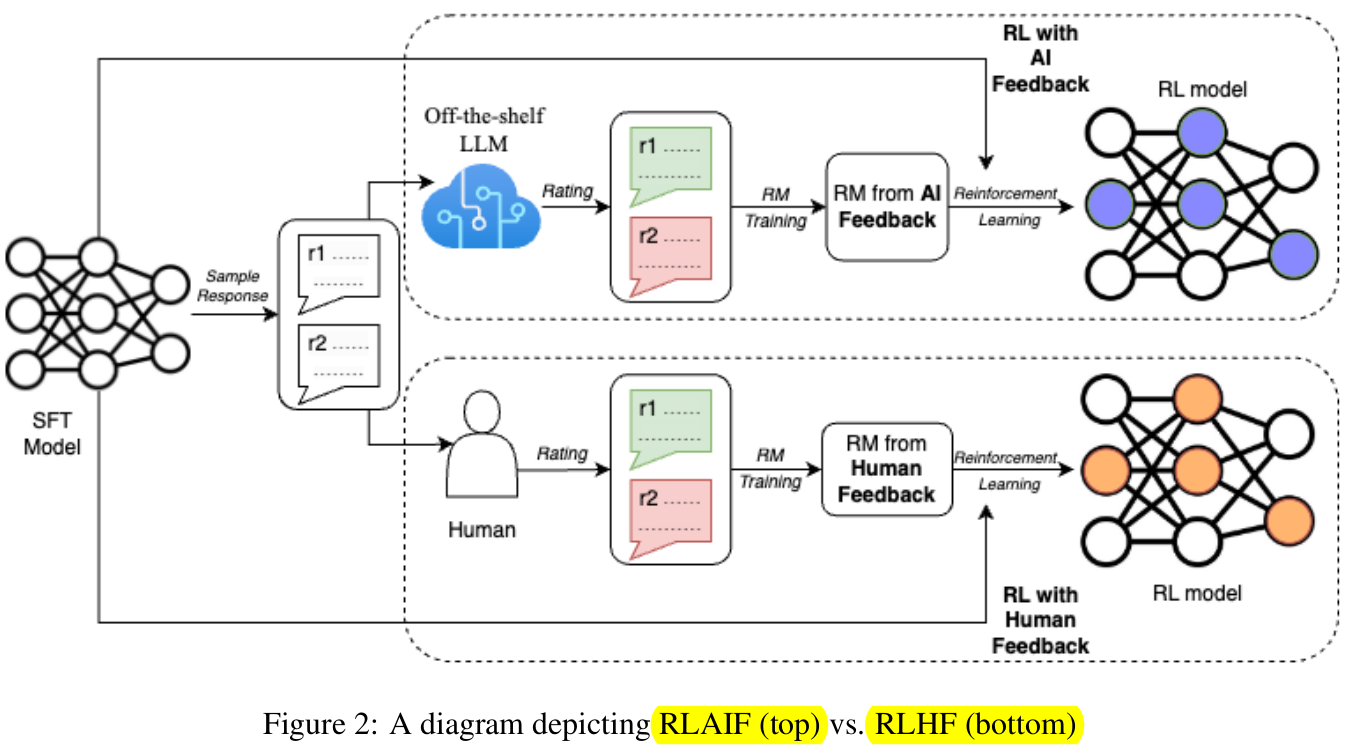 RL with
AI
Feedback
RL model
Off-the-shelf
LLM
r1 ......
..............
r2 ......
..............
Rating
RM
Training
RM from AI
Feedback
Reinforcement
Learning
Sample
Response
r1 ......
..............
r2 ......
..............
SFT
Model
Human
Rating
r1 ......
..............
r2 ......
..............
RM
Training
RM from
Human
Feedback
Reinforcement
Learning
RL model
RL with
Human
Feedback
Figure 2: A diagram depicting RLAIF (top) vs. RLHF (bottom)